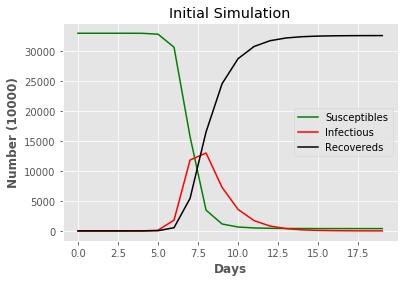 Initial Simulation
Number (10000)
30000
25000
20000
15000
10000
5000
0
Susceptibles
Infectious
Recovereds
0.0 2.5 5.0 7.5 10.0 12.5 15.0 17.5
Days